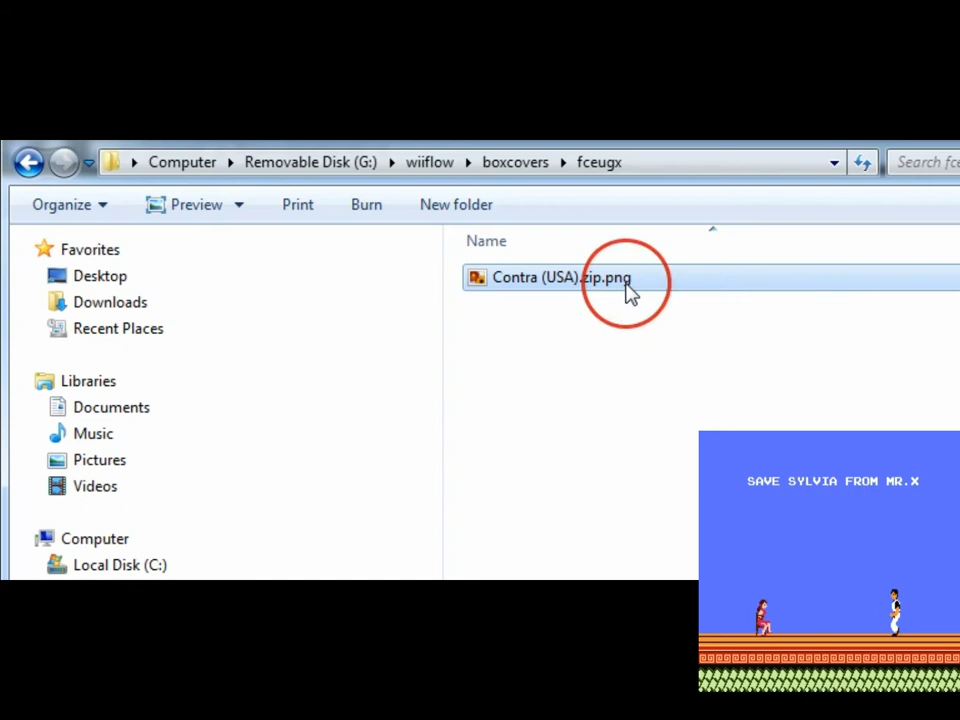 Computer Removable Disk (G:) wiiflow boxcovers fceugx Search fce
Organize Preview Print Burn New folder
Favorites
Desktop
Downloads
Recent Places
Libraries
Documents
Music
Pictures
Videos
Computer
Local Disk (C:)
Name
Contra (USA).zip.png
SAVE SYLVIA FROM MR.X